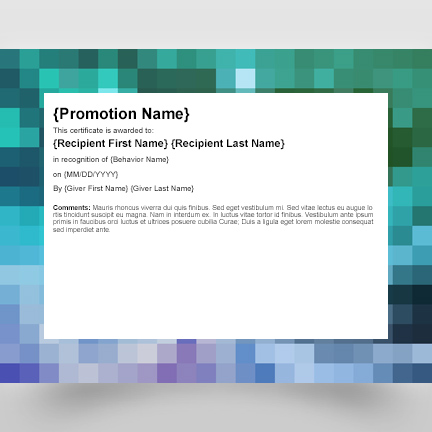 {Promotion Name}
This certificate is awarded to:
{Recipient First Name} {Recipient Last Name}
in recognition of {Behavior Name}
on {MM/DD/YYYY}
By {Giver First Name} {Giver Last Name}
Comments: Mauris rhoncus viverra dui quis finibus. Sed eget vestibulum mi. Sed vitae lectus eu augue lo
rtis tincidunt suscipit eu magna. Nam in interdum ex. In luctus vitae tortor id finibus. Vestibulum ante ipsum
primis in faucibus orci luctus et ultrices posuere cubilia Curae; Duis a ligula eget lorem molestie consequat
sed imperdiet ante.